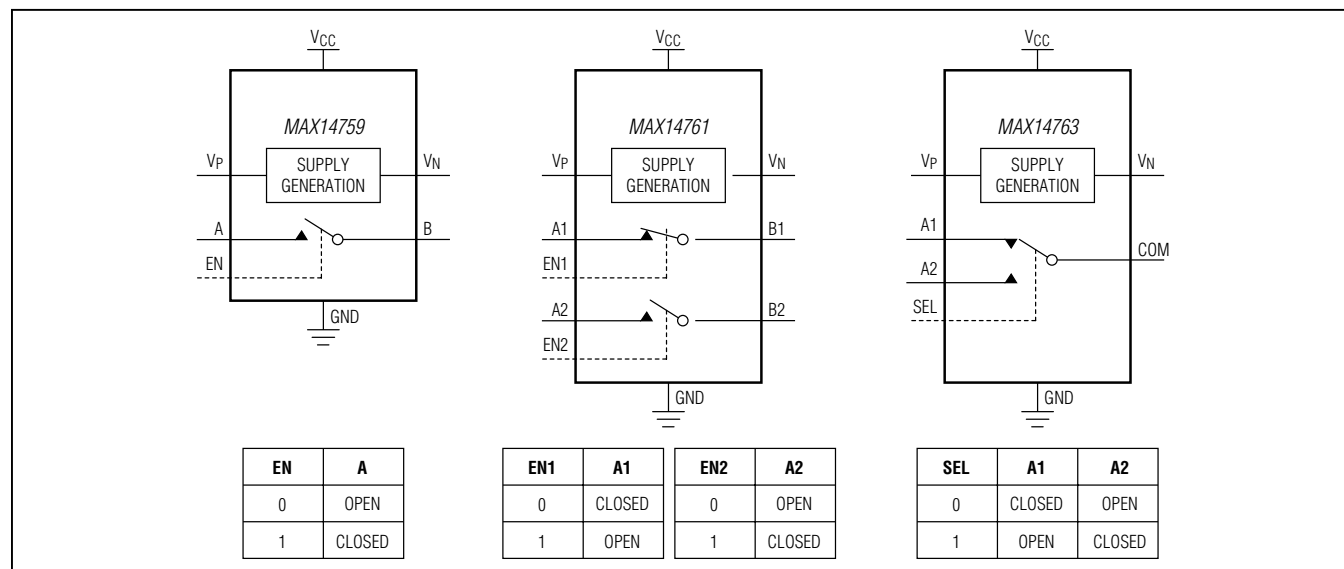 VCC
MAX14759
VP
SUPPLY
GENERATION
VN
A
B
EN
GND
EN A
0 OPEN
1 CLOSED
VCC
MAX14761
VP
SUPPLY
GENERATION
VN
A1
B1
EN1
A2
B2
EN2
GND
EN1 A1
0 CLOSED
1 OPEN
EN2 A2
0 OPEN
1 CLOSED
VCC
MAX14763
VP
SUPPLY
GENERATION
VN
A1
COM
A2
SEL
GND
SEL A1 A2
0 CLOSED OPEN
1 OPEN CLOSED